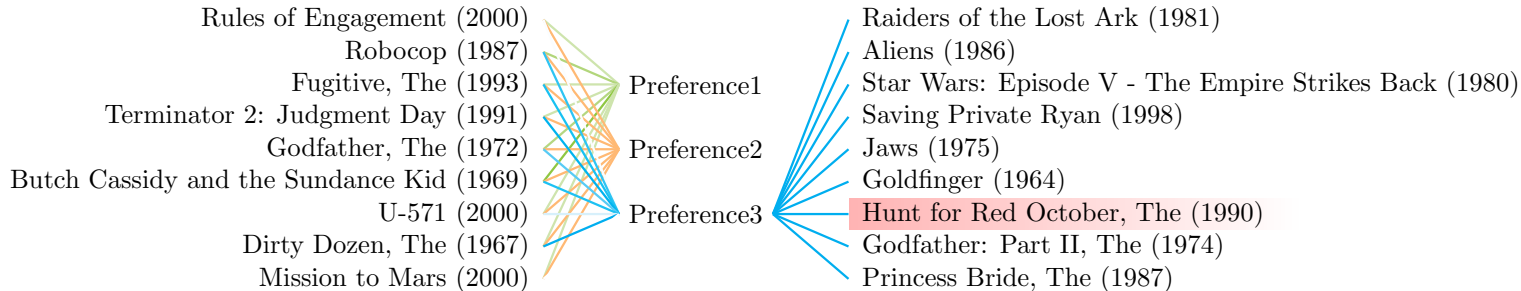 Rules of Engagement (2000)
Robocop (1987)
Fugitive, The (1993)
Terminator 2: Judgment Day (1991)
Godfather, The (1972)
Butch Cassidy and the Sundance Kid (1969)
U-571 (2000)
Dirty Dozen, The (1967)
Mission to Mars (2000)
Preference1
Preference2
Preference3
Raiders of the Lost Ark (1981)
Aliens (1986)
Star Wars: Episode V - The Empire Strikes Back (1980)
Saving Private Ryan (1998)
Jaws (1975)
Goldfinger (1964)
Hunt for Red October, The (1990)
Godfather: Part II, The (1974)
Princess Bride, The (1987)